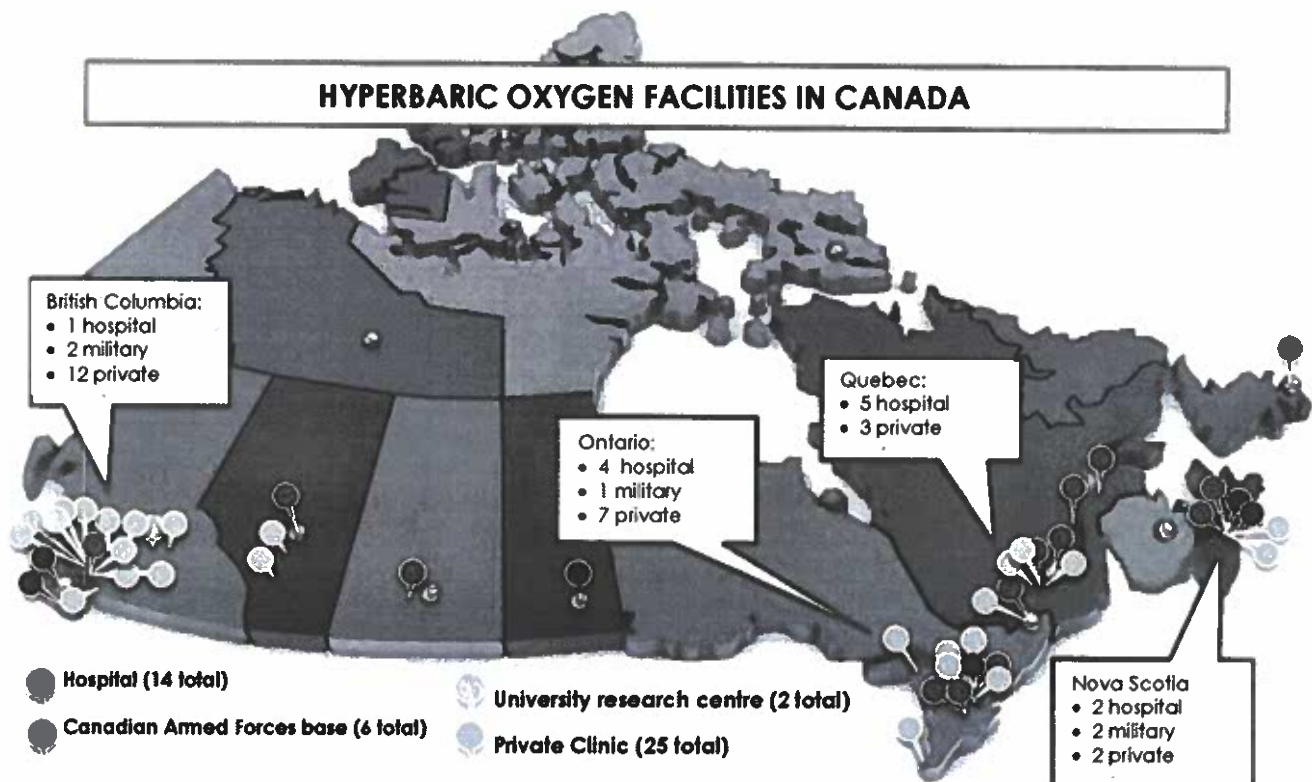 HYPERBARIC OXYGEN FACILITIES IN CANADA
British Columbia:
• 1 hospital
• 2 military
• 12 private
Quebec:
• 5 hospital
• 3 private
Ontario:
• 4 hospital
• 1 military
• 7 private
Nova Scotia
• 2 hospital
• 2 military
• 2 private
Hospital (14 total)
Canadian Armed Forces base (6 total)
University research centre (2 total)
Private Clinic (25 total)